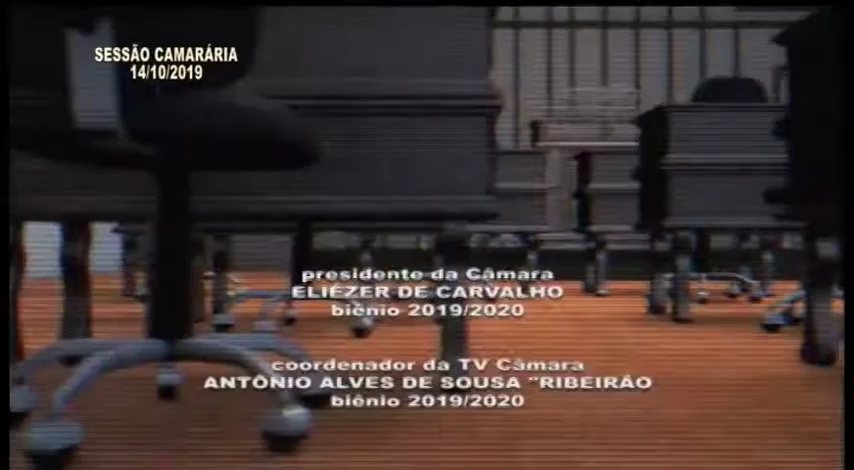 SESSÃO CAMARÁRIA
14/10/2019
presidente da Câmara
ELIÉZER DE CARVALHO
biênio 2019/2020
coordenador da TV Câmara
ANTÔNIO ALVES DE SOUSA "RIBEIRÃO
biênio 2019/2020